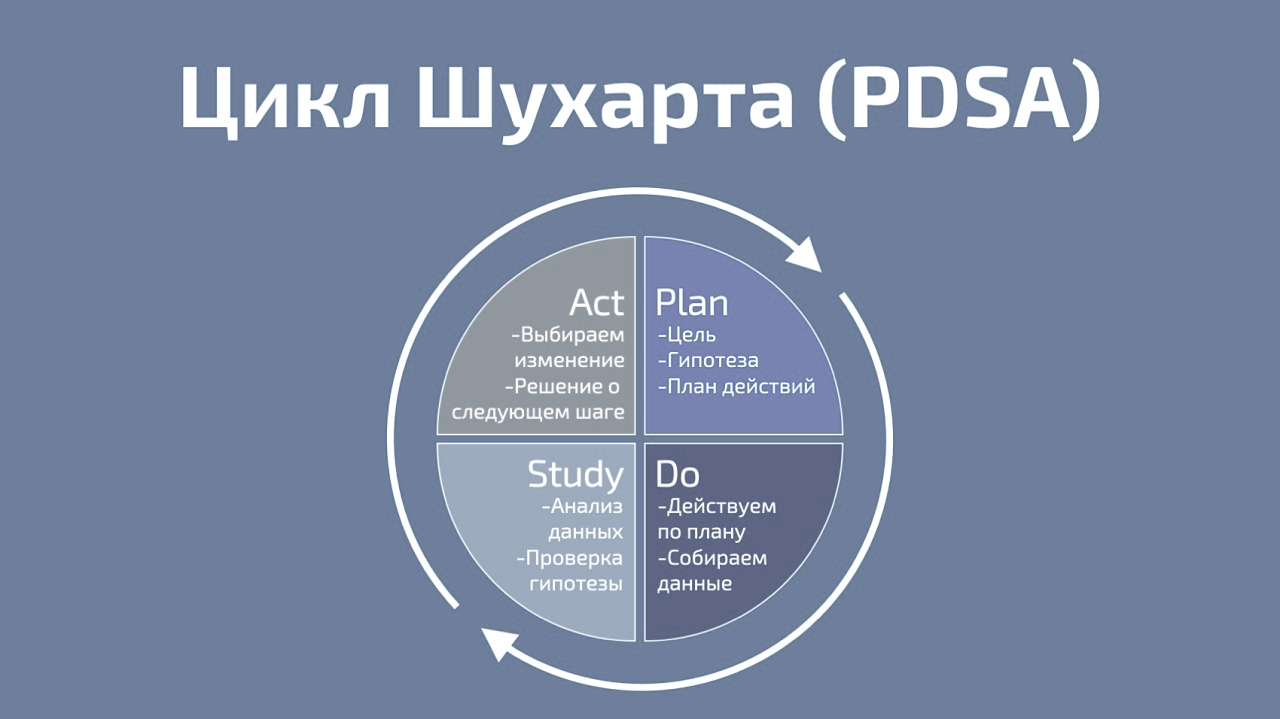 Цикл Шухарта (PDSA)
Act
-Выбираем
изменение
-Решение о
следующем шаге
Plan
-Цель
-Гипотеза
-План действий
Study
-Анализ
данных
-Проверка
гипотезы
Do
-Действуем
по плану
-Собираем
данные